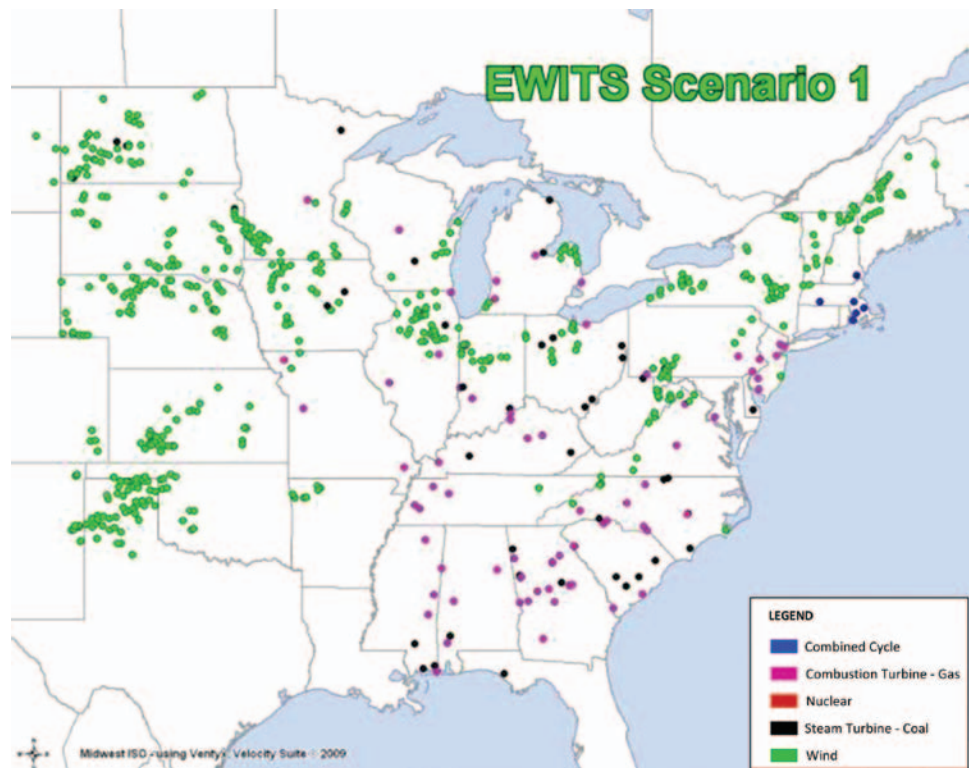 EWITS Scenario 1
LEGEND
Combined Cycle
Combustion Turbine - Gas
Nuclear
Steam Turbine - Coal
Wind
Midwest ISO - using Ventyx Velocity Suite © 2009